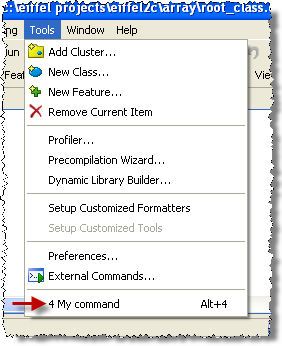 :\eiffel projects\eiffel2c\array\root_class.
ng Tools Window Help
un
Feat
Vie
Add Cluster...
New Class...
New Feature...
Remove Current Item
Profiler...
Precompilation Wizard...
Dynamic Library Builder...
Setup Customized Formatters
Setup Customized Tools
Preferences...
External Commands...
4 My command Alt+4